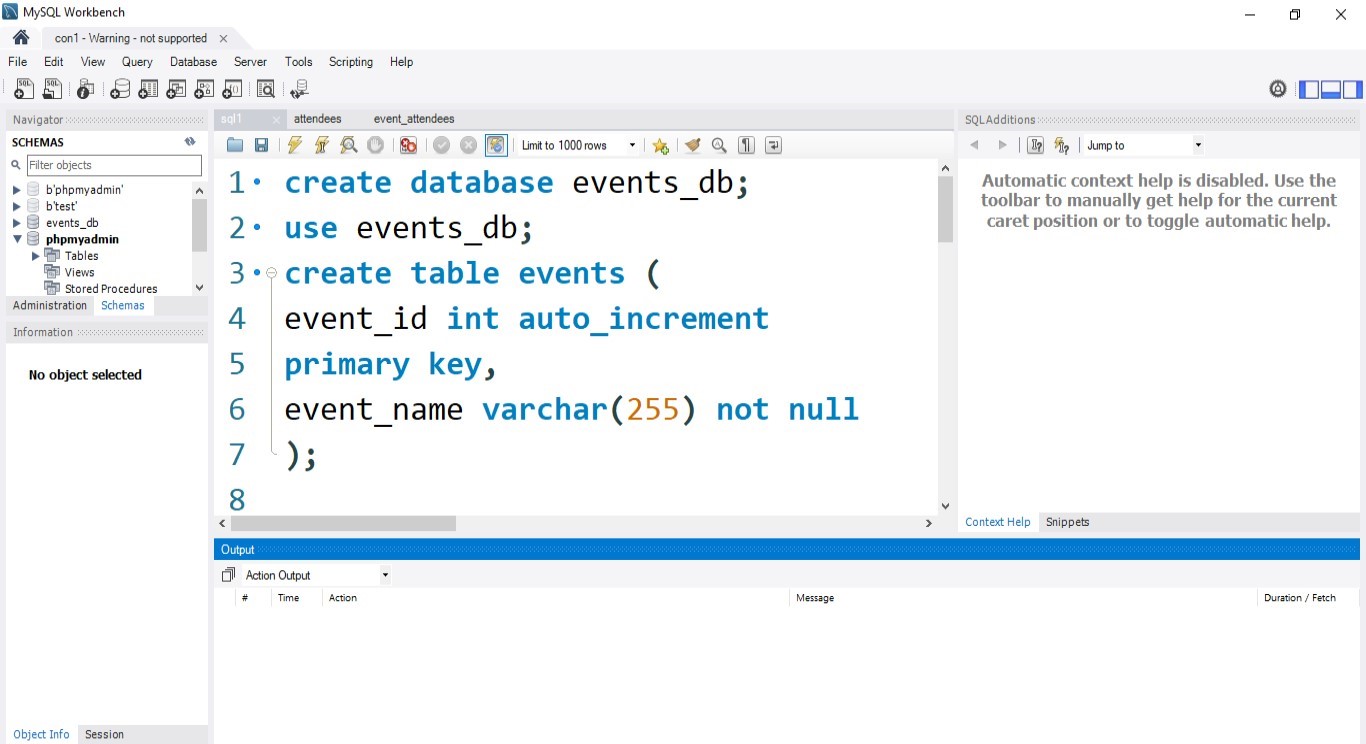 MySQL Workbench
con1 - Warning - not supported
File Edit View Query Database Server Tools Scripting Help
Navigator
SCHEMAS
Filter objects
b'phpmyadmin'
b'test'
events_db
phpmyadmin
Tables
Views
Stored Procedures
Administration Schemas
Information
No object selected
Object Info Session
sql1 attendees event_attendees
Limit to 1000 rows
1 create database events_db;
2 use events_db;
3 create table events (
4 event_id int auto_increment
5 primary key,
6 event_name varchar(255) not null
7 );
8
SQLAdditions
Jump to
Automatic context help is disabled. Use the
toolbar to manually get help for the current
caret position or to toggle automatic help.
Context Help Snippets
Output
Action Output
# Time Action Message Duration / Fetch